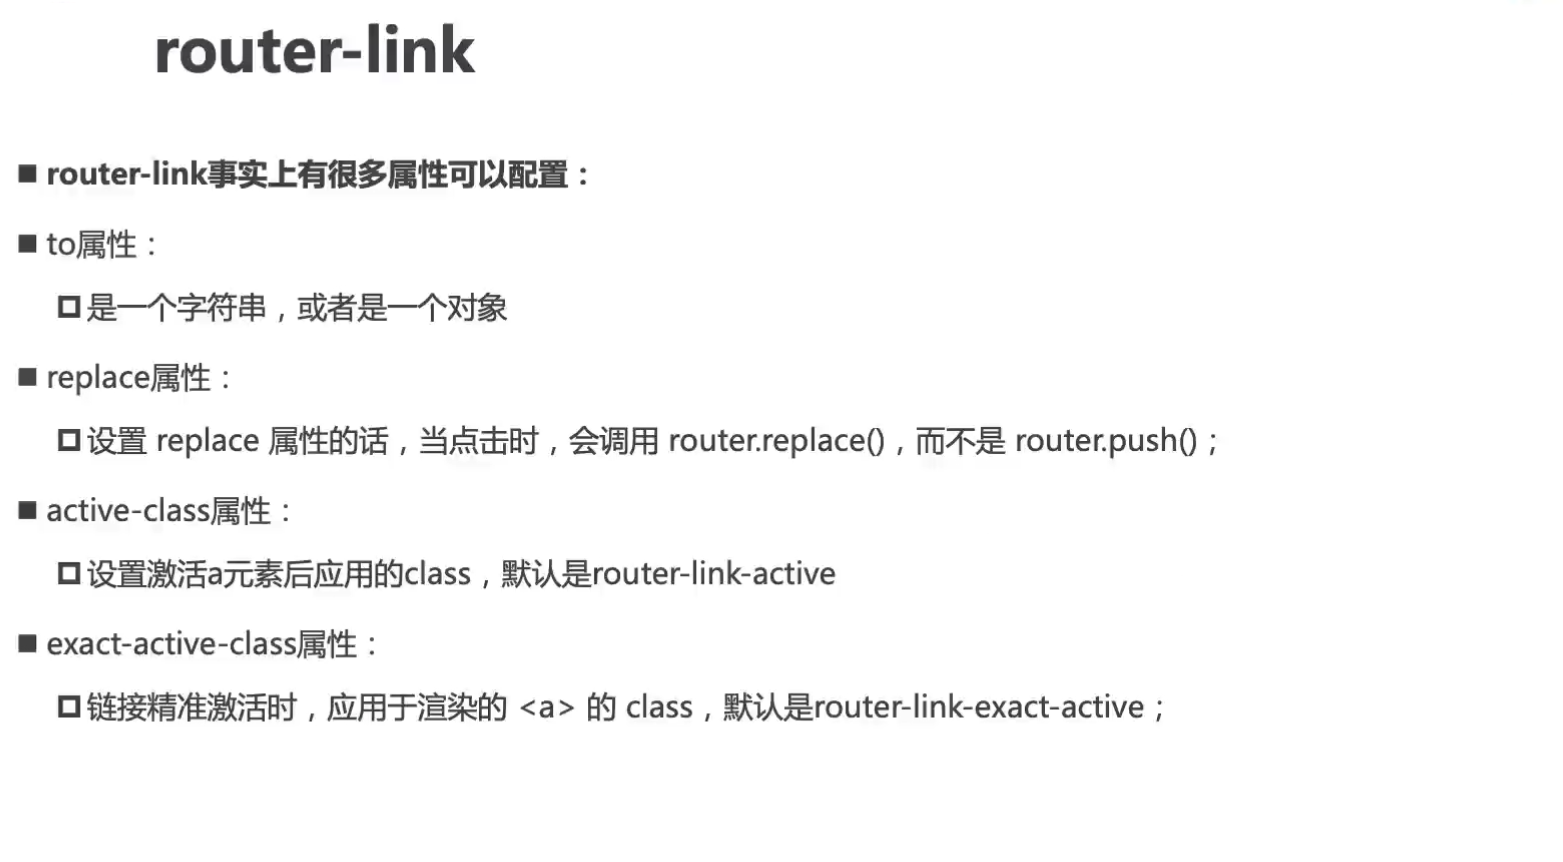 router-link
■ router-link事实上有很多属性可以配置：
■ to属性：
是一个字符串，或者是一个对象
■ replace属性：
设置 replace 属性的话，当点击时，会调用 router.replace()，而不是 router.push()；
■ active-class属性：
设置激活a元素后应用的class，默认是router-link-active
■ exact-active-class属性：
链接精准激活时，应用于渲染的 <a> 的 class，默认是router-link-exact-active；